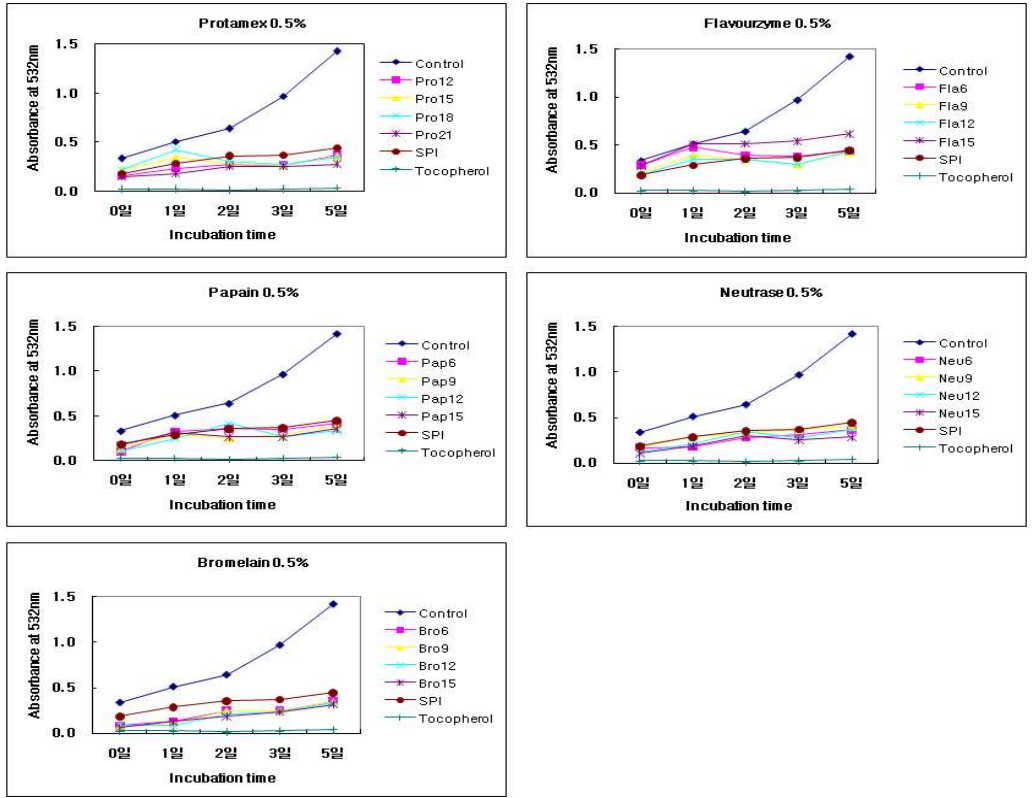 Protamex 0.5%
Absorbance at 532nm
1.5
1.0
0.5
0.0
0일 1일 2일 3일 5일
Incubation time
Control
Pro12
Pro15
Pro18
Pro21
SPI
Tocopherol
Flavourzyme 0.5%
Absorbance at 532nm
1.5
1.0
0.5
0.0
0일 1일 2일 3일 5일
Incubation time
Control
Fla6
Fla9
Fla12
Fla15
SPI
Tocopherol
Papain 0.5%
Absorbance at 532nm
1.5
1.0
0.5
0.0
0일 1일 2일 3일 5일
Incubation time
Control
Pap6
Pap9
Pap12
Pap15
SPI
Tocopherol
Neutrase 0.5%
Absorbance at 532nm
1.5
1.0
0.5
0.0
0일 1일 2일 3일 5일
Incubation time
Control
Neu6
Neu9
Neu12
Neu15
SPI
Tocopherol
Bromelain 0.5%
Absorbance at 532nm
1.5
1.0
0.5
0.0
0일 1일 2일 3일 5일
Incubation time
Control
Bro6
Bro9
Bro12
Bro15
SPI
Tocopherol